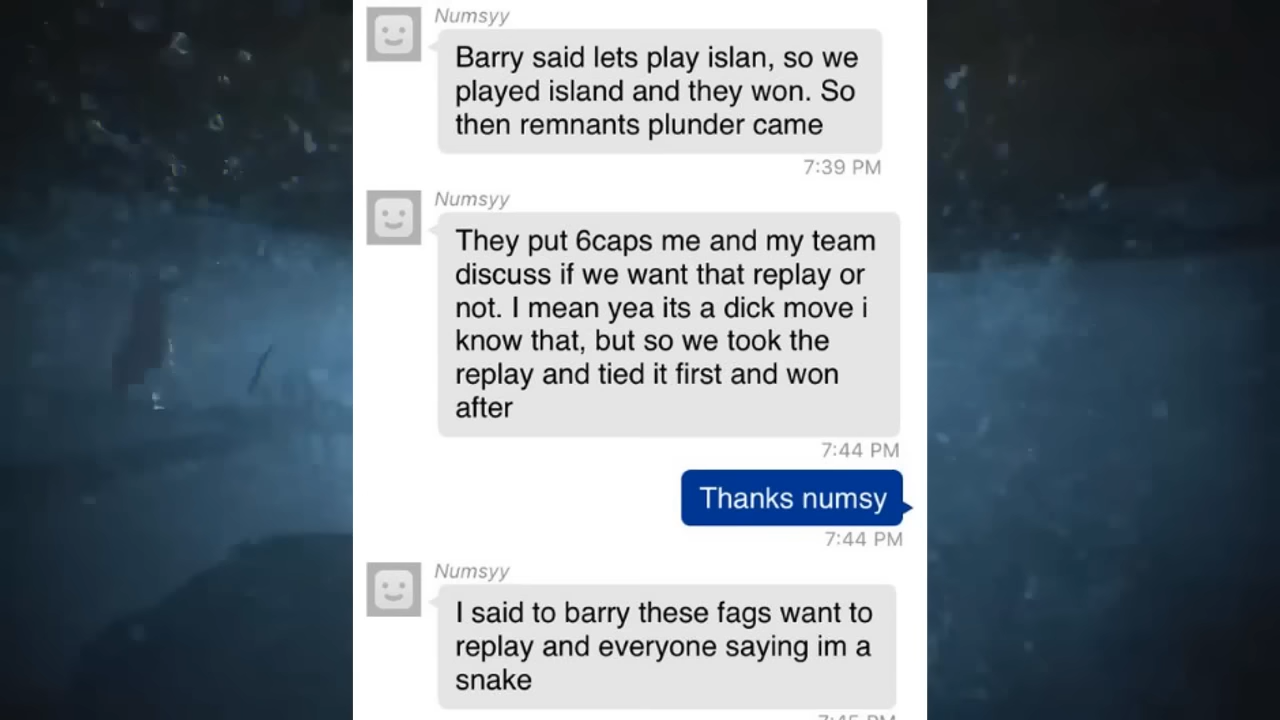 Numsyy
Barry said lets play islan, so we
played island and they won. So
then remnants plunder came
7:39 PM
Numsyy
They put 6caps me and my team
discuss if we want that replay or
not. I mean yea its a dick move i
know that, but so we took the
replay and tied it first and won
after
7:44 PM
Thanks numsy
7:44 PM
Numsyy
I said to barry these fags want to
replay and everyone saying im a
snake
7:45 PM